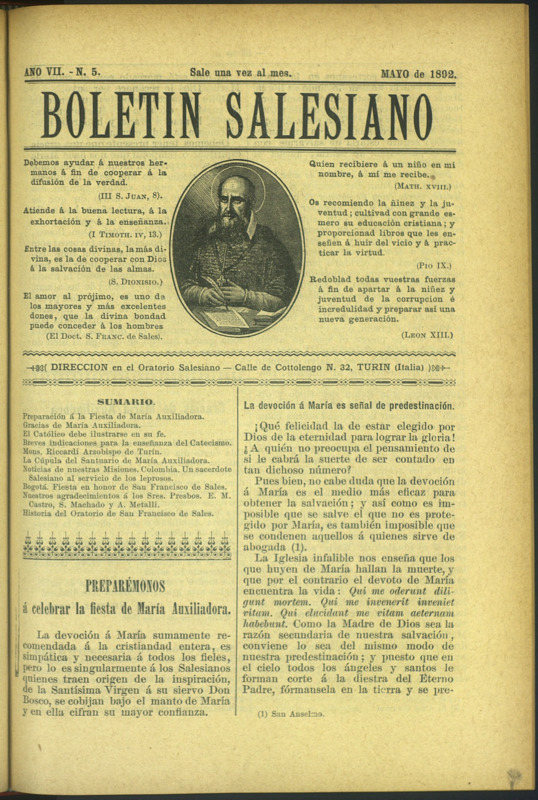 AÑO VII. - N. 5.
Sale una vez al mes.
MAYO de 1892.
BOLETIN SALESIANO
Debemos ayudar á nuestros her-
manos á fin de cooperar á la
difusión de la verdad.
(III S. JUAN, 8).
Atiende á la buena lectura, á la
exhortación y á la enseñanza.
(I TIMOTH. IV, 13.)
Entre las cosas divinas, la más di-
vina, es la de cooperar con Dios
á la salvación de las almas.
(S. DIONISIO.)
El amor al prójimo, es uno de
los mayores y más excelentes
dones, que la divina bondad
puede conceder á los hombres
(El Doct. S. FRANC. de Sales).
Quien recibiere á un niño en mi
nombre, á mí me recibe.
(MATH. XVIII.)
Os recomiendo la niñez y la ju-
ventud; cultivad con grande es-
mero su educación cristiana; y
proporcionad libros que les en-
señen á huir del vicio y á prac-
ticar la virtud.
(PIO IX.)
Redoblad todas vuestras fuerzas
á fin de apartar á la niñez y
juventud de la corrupcion é
incredulidad y preparar así una
nueva generación.
(LEON XIII.)
( DIRECCION en el Oratorio Salesiano — Calle de Cottolengo N. 32, TURIN (Italia) )
SUMARIO.
Preparación á la Fiesta de María Auxiliadora.
Gracias de María Auxiliadora.
El Católico debe ilustrarse en su fe.
Breves indicaciones para la enseñanza del Catecismo.
Mons. Riccardi Arzobispo de Turín.
La Cúpula del Santuario de María Auxiliadora.
Noticias de nuestras Misiones. Colombia. Un sacerdote
Salesiano al servicio de los leprosos.
Bogotá. Fiesta en honor de San Francisco de Sales.
Nuestros agradecimientos á los Sres. Presbos. E. M.
Castro, S. Machado y A. Metalli.
Historia del Oratorio de San Francisco de Sales.
PREPARÉMONOS
á celebrar la fiesta de María Auxiliadora.
La devoción á María sumamente re-
comendada á la cristiandad entera, es
simpática y necesaria á todos los fieles,
pero lo es singularmente á los Salesianos
quienes traen origen de la inspiración,
de la Santísima Virgen á su siervo Don
Bosco, se cobijan bajo el manto de María
y en ella cifran su mayor confianza.
La devoción á María es señal de predestinación.
¡Qué felicidad la de estar elegido por
Dios de la eternidad para lograr la gloria!
¿A quién no preocupa el pensamiento de
si le cabrá la suerte de ser contado en
tan dichoso número?
Pues bien, no cabe duda que la devoción
á María es el medio más eficaz para
obtener la salvación; y así como es im-
posible que se salve el que no es prote-
gido por María, es también imposible que
se condenen aquellos á quienes sirve de
abogada (1).
La Iglesia infalible nos enseña que los
que huyen de María hallan la muerte, y
que por el contrario el devoto de María
encuentra la vida: Qui me oderunt dili-
gunt mortem. Qui me invenerit inveniet
vitam. Qui elucidant me vitam aeternam
habebunt. Como la Madre de Dios sea la
razón secundaria de nuestra salvación,
conviene lo sea del mismo modo de
nuestra predestinación; y puesto que en
el cielo todos los ángeles y santos le
forman corte á la diestra del Eterno
Padre, fórmansela en la tierra y se pre-
(1) San Anselmo.